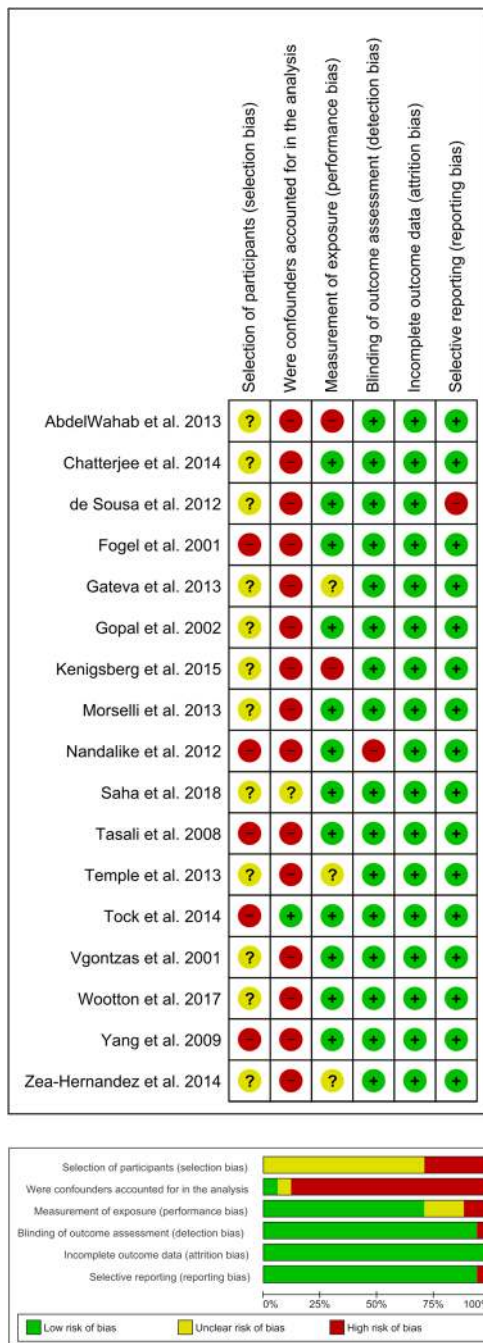 Selection of participants (selection bias)
Were confounders accounted for in the analysis
Measurement of exposure (performance bias)
Blinding of outcome assessment (detection bias)
Incomplete outcome data (attrition bias)
Selective reporting (reporting bias)
AbdelWahab et al. 2013 ? - - + + +
Chatterjee et al. 2014 ? - + + + +
de Sousa et al. 2012 ? - + + + -
Fogel et al. 2001 - - + + + +
Gateva et al. 2013 ? - ? + + +
Gopal et al. 2002 ? - + + + +
Kenigsberg et al. 2015 ? - - + + +
Morselli et al. 2013 ? - + + + +
Nandalike et al. 2012 - - + - + +
Saha et al. 2018 ? ? + + + +
Tasali et al. 2008 - - + + + +
Temple et al. 2013 ? - ? + + +
Tock et al. 2014 - + + + + +
Vgontzas et al. 2001 ? - + + + +
Wootton et al. 2017 ? - + + + +
Yang et al. 2009 - - + + + +
Zea-Hernandez et al. 2014 ? - ? + + +
Selection of participants (selection bias)
Were confounders accounted for in the analysis
Measurement of exposure (performance bias)
Blinding of outcome assessment (detection bias)
Incomplete outcome data (attrition bias)
Selective reporting (reporting bias)
0% 25% 50% 75% 100%
Low risk of bias Unclear risk of bias High risk of bias